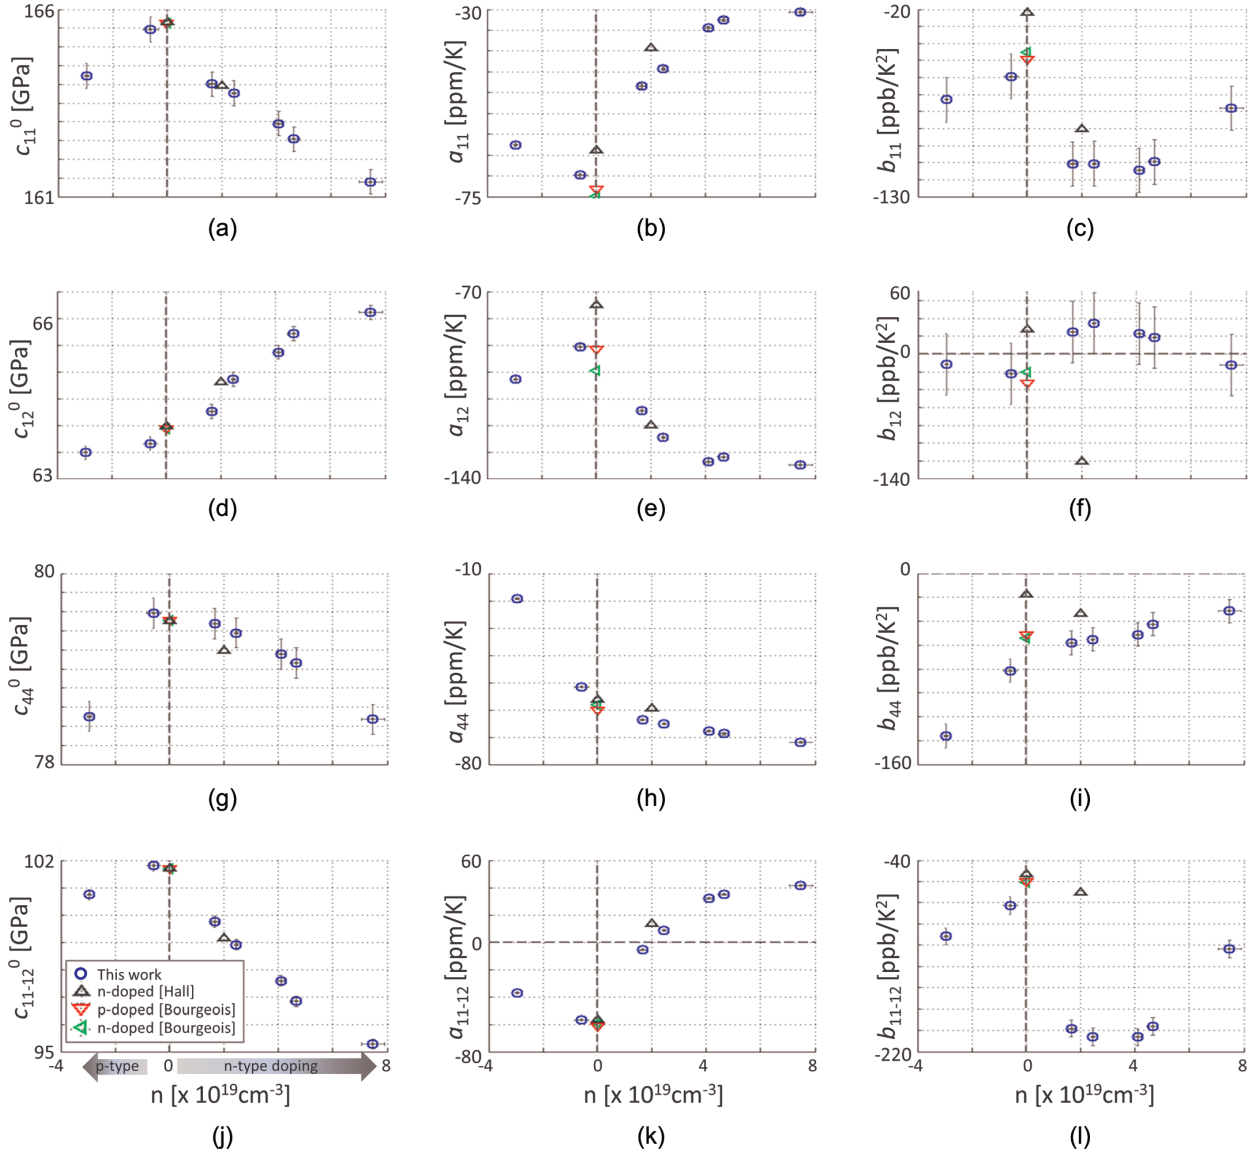 166
c₁₁⁰ [GPa]
161
(a)
-30
a₁₁ [ppm/K]
-75
(b)
-20
b₁₁ [ppb/K²]
-130
(c)
66
c₁₂⁰ [GPa]
63
(d)
-70
a₁₂ [ppm/K]
-140
(e)
60
0
b₁₂ [ppb/K²]
-140
(f)
80
c₄₄⁰ [GPa]
78
(g)
-10
a₄₄ [ppm/K]
-80
(h)
0
b₄₄ [ppb/K²]
-160
(i)
102
c₁₁₋₁₂⁰ [GPa]
This work
n-doped [Hall]
p-doped [Bourgeois]
n-doped [Bourgeois]
95
p-type
n-type doping
-4 0 4 8
n [x 10¹⁹cm⁻³]
(j)
60
0
a₁₁₋₁₂ [ppm/K]
-80
-4 0 4 8
n [x 10¹⁹cm⁻³]
(k)
-40
b₁₁₋₁₂ [ppb/K²]
-220
-4 0 4 8
n [x 10¹⁹cm⁻³]
(l)